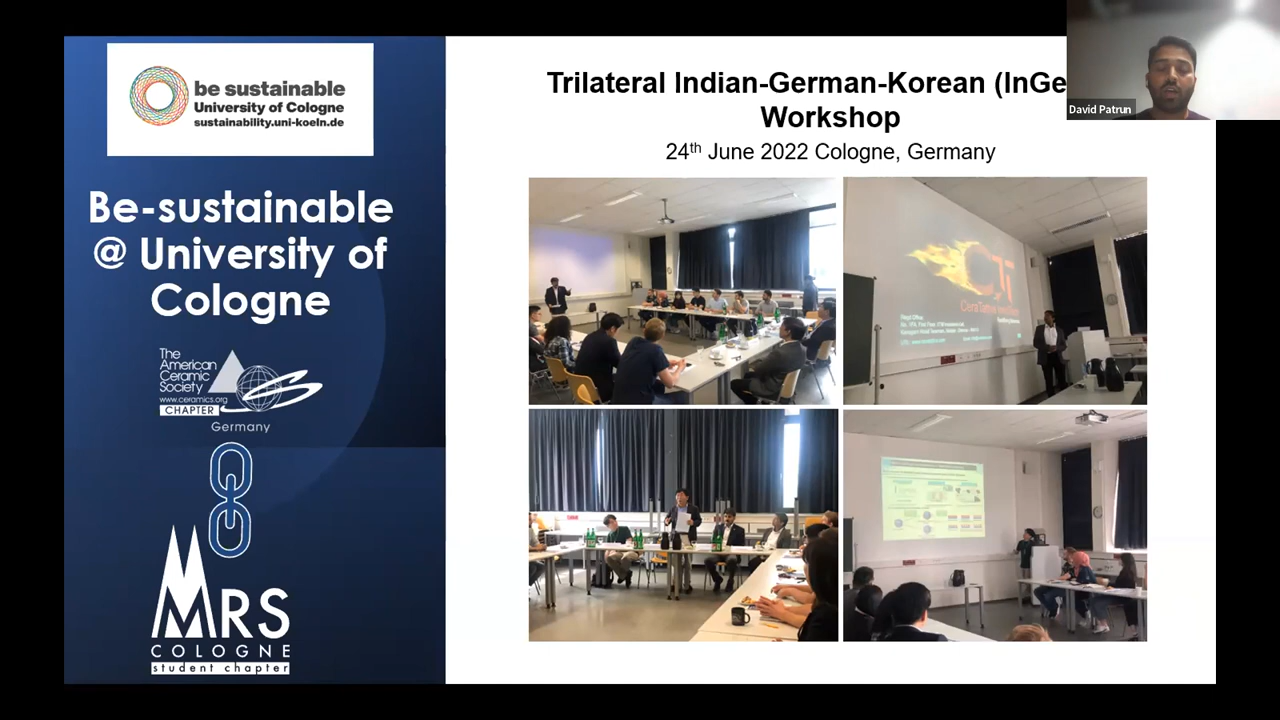 be sustainable
University of Cologne
sustainability.uni-koeln.de
Be-sustainable
@ University of
Cologne
The
American
Ceramic
Society
www.ceramics.org
CHAPTER
Germany
MRS
COLOGNE
student chapter
Trilateral Indian-German-Korean (InGe
Workshop
24th June 2022 Cologne, Germany
David Patrun